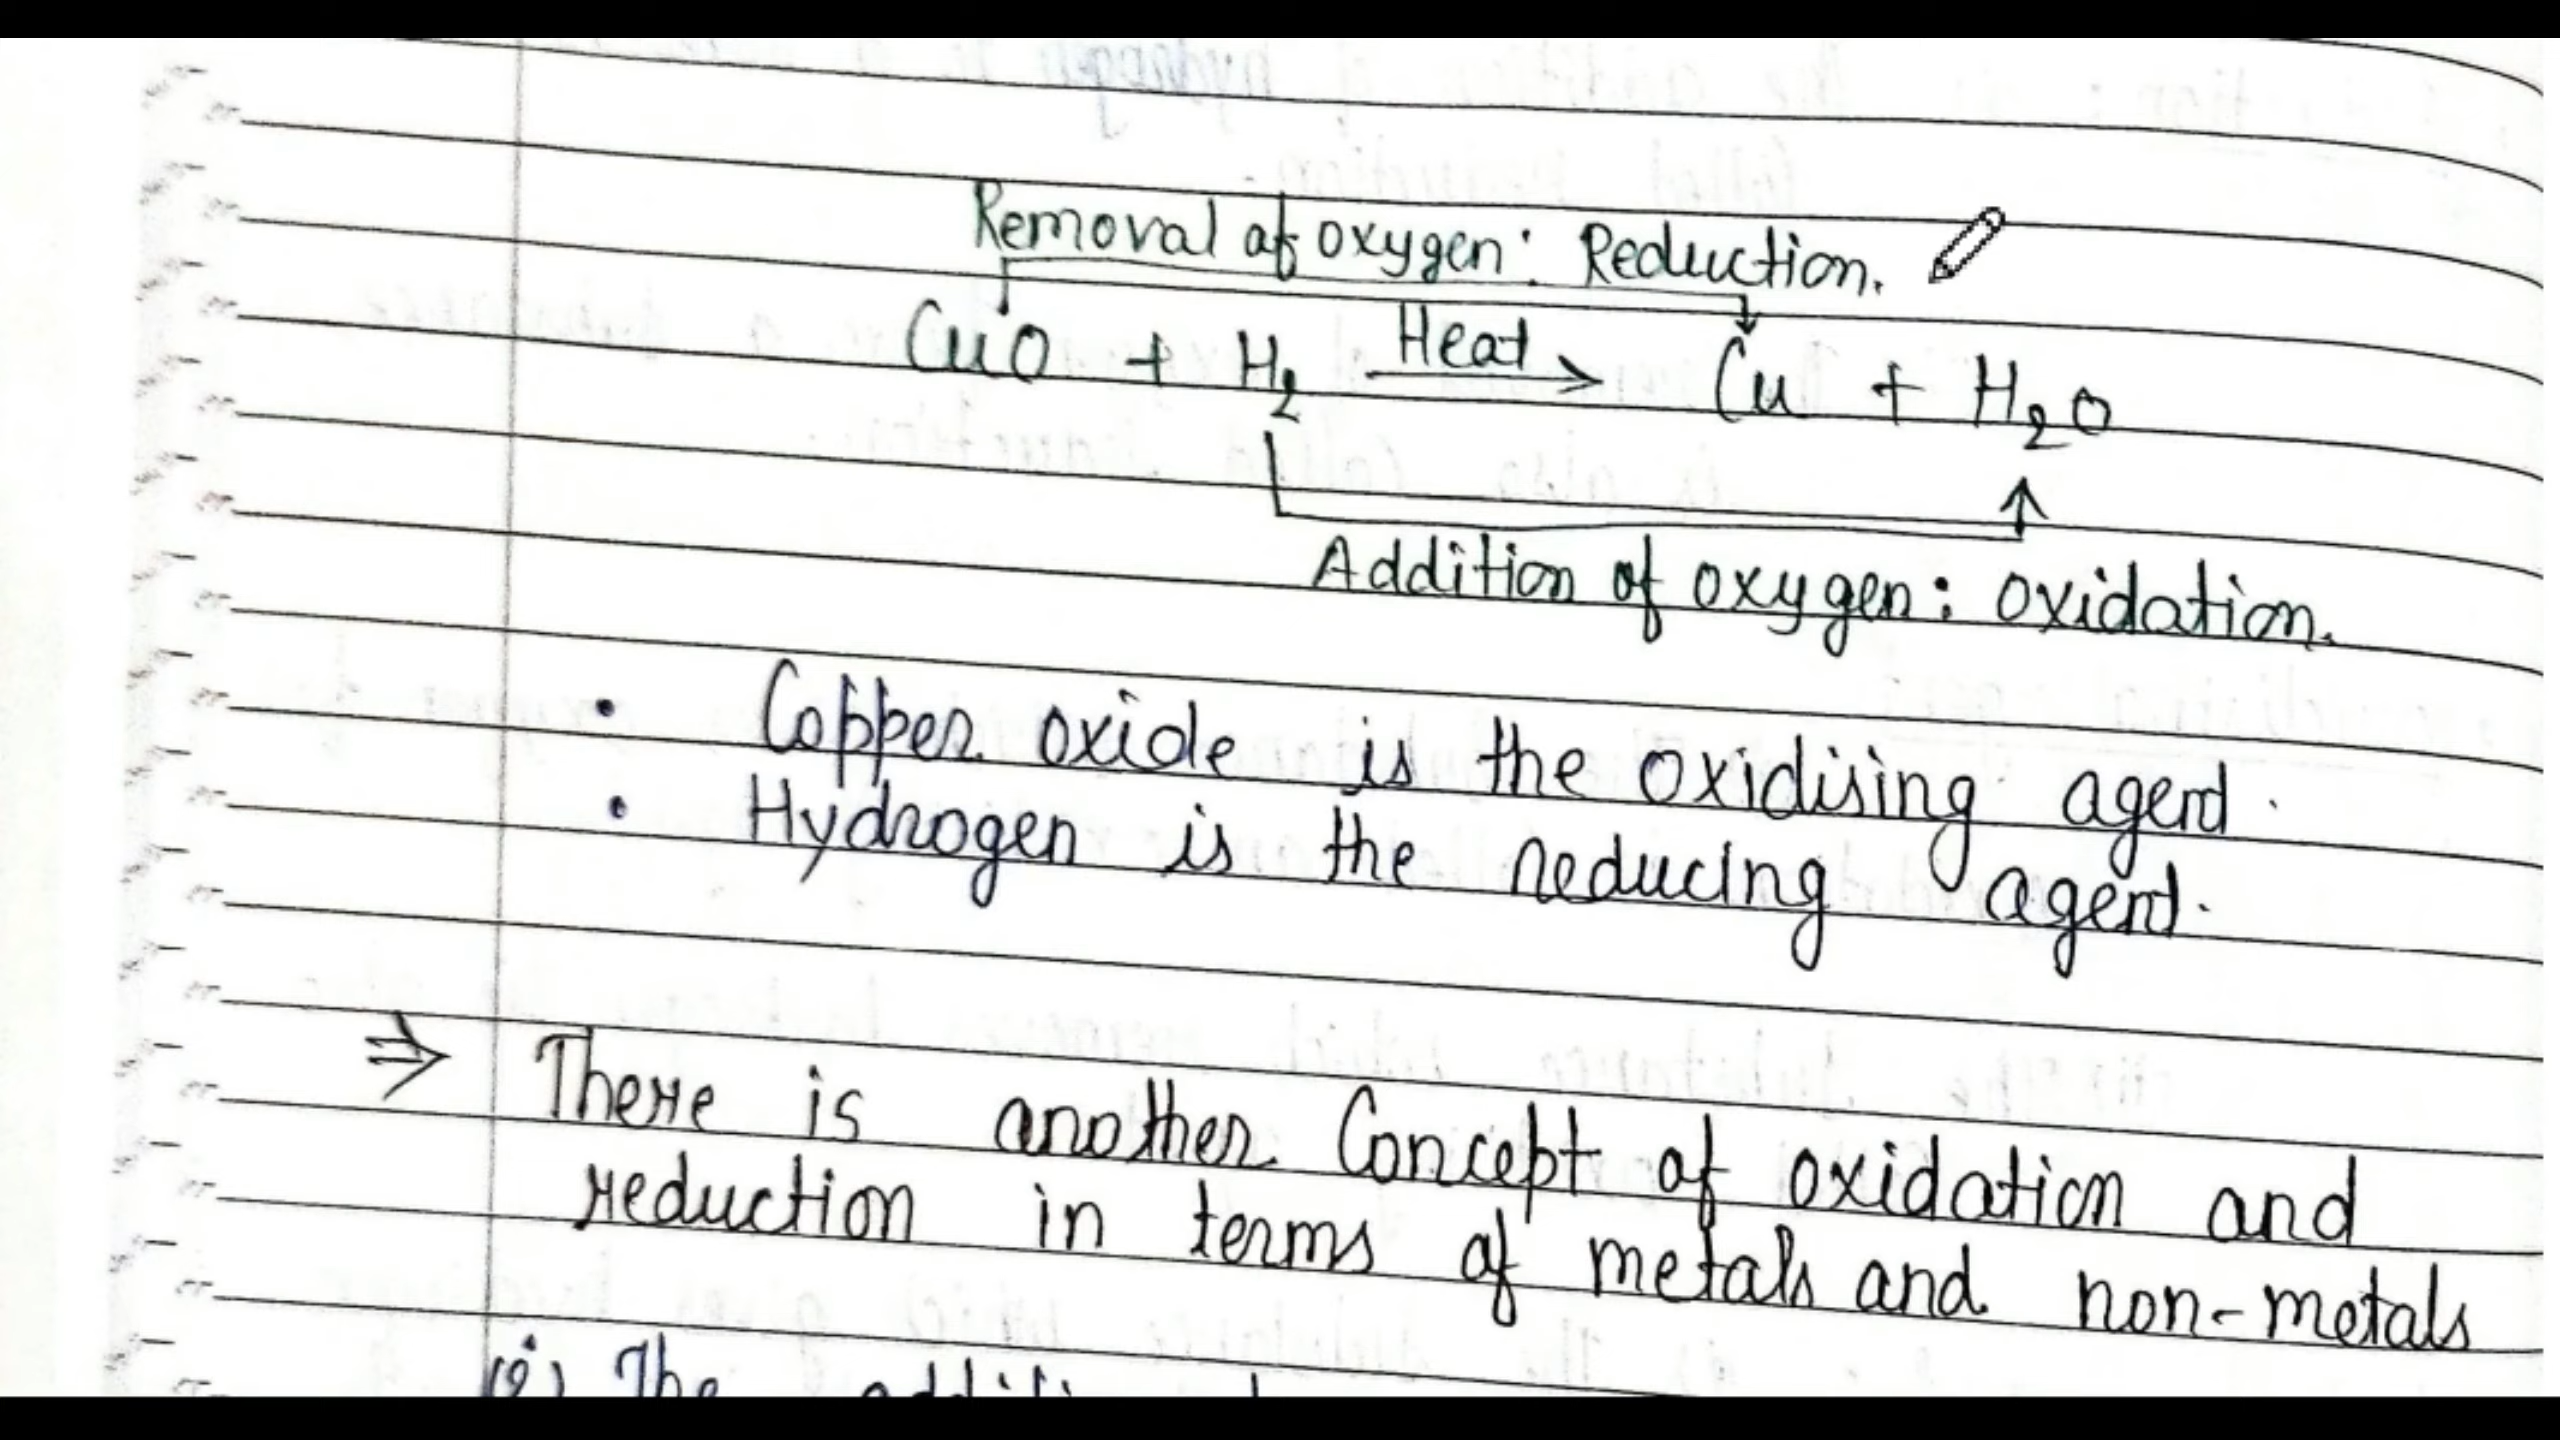 Removal of oxygen: Reduction.
CuO + H₂ Heat → Cu + H₂O
Addition of oxygen: oxidation.
• Copper oxide is the oxidising agent.
• Hydrogen is the reducing agent.
⇒ There is another Concept of oxidation and
reduction in terms of metals and non-metals
(i) The